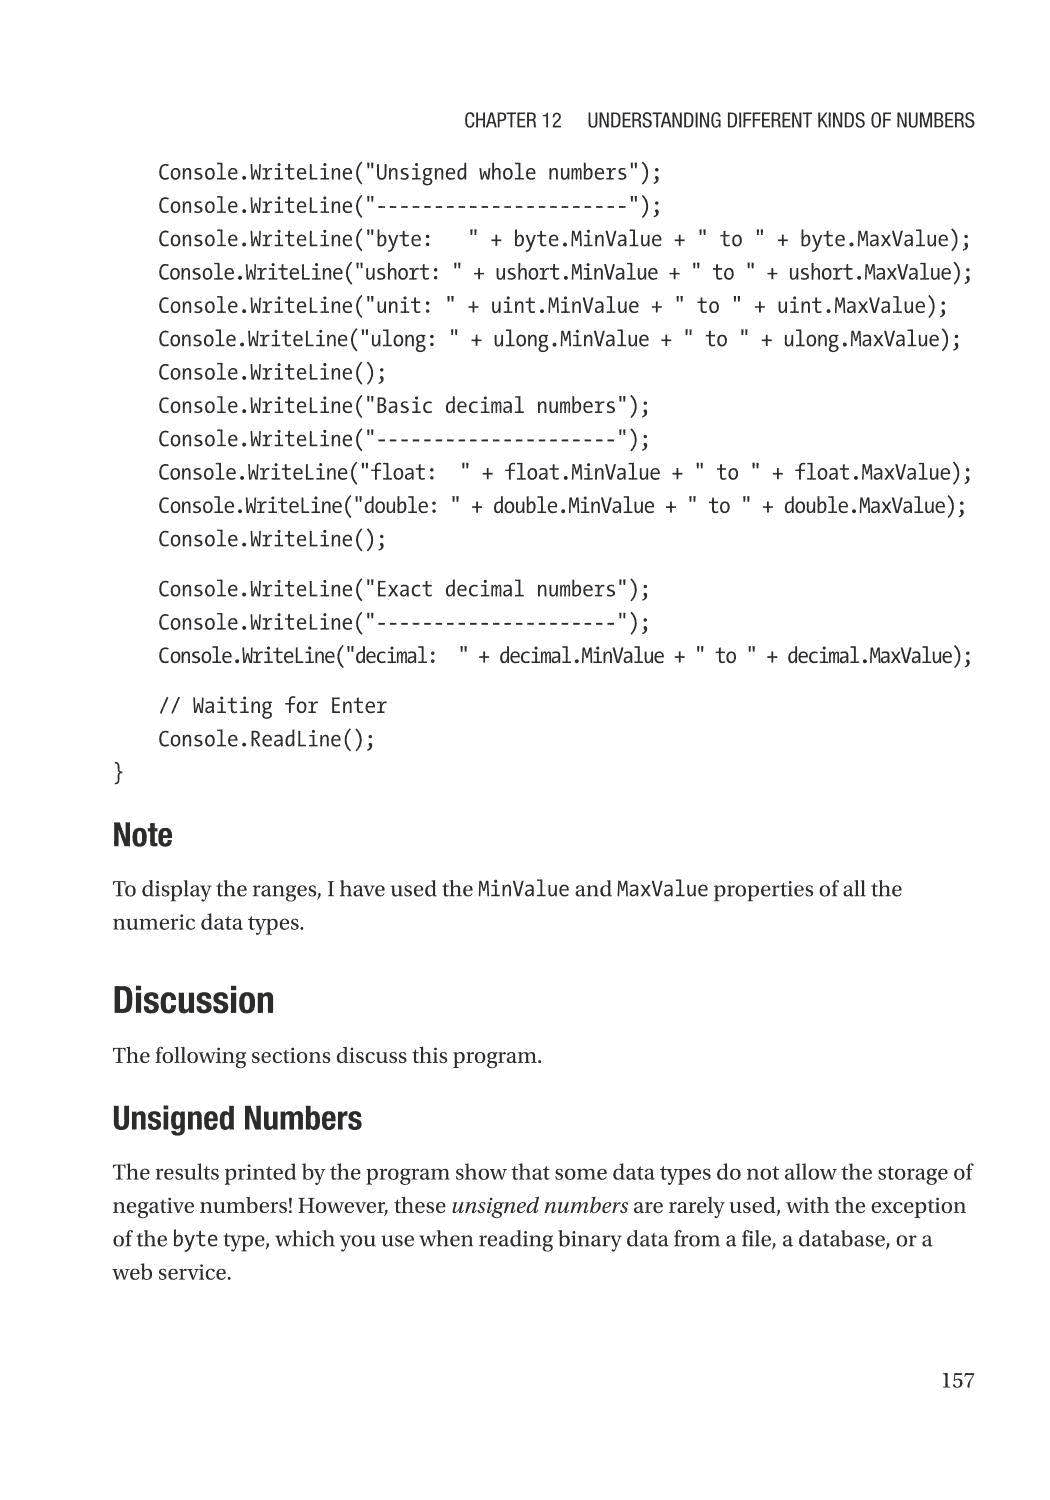 CHAPTER 12 UNDERSTANDING DIFFERENT KINDS OF NUMBERS
Console.WriteLine("Unsigned whole numbers");
Console.WriteLine("----------------------");
Console.WriteLine("byte:   " + byte.MinValue + " to " + byte.MaxValue);
Console.WriteLine("ushort: " + ushort.MinValue + " to " + ushort.MaxValue);
Console.WriteLine("unit: " + uint.MinValue + " to " + uint.MaxValue);
Console.WriteLine("ulong: " + ulong.MinValue + " to " + ulong.MaxValue);
Console.WriteLine();
Console.WriteLine("Basic decimal numbers");
Console.WriteLine("---------------------");
Console.WriteLine("float:  " + float.MinValue + " to " + float.MaxValue);
Console.WriteLine("double: " + double.MinValue + " to " + double.MaxValue);
Console.WriteLine();
Console.WriteLine("Exact decimal numbers");
Console.WriteLine("---------------------");
Console.WriteLine("decimal:  " + decimal.MinValue + " to " + decimal.MaxValue);
// Waiting for Enter
Console.ReadLine();
}
Note
To display the ranges, I have used the MinValue and MaxValue properties of all the
numeric data types.
Discussion
The following sections discuss this program.
Unsigned Numbers
The results printed by the program show that some data types do not allow the storage of
negative numbers! However, these unsigned numbers are rarely used, with the exception
of the byte type, which you use when reading binary data from a file, a database, or a
web service.
157